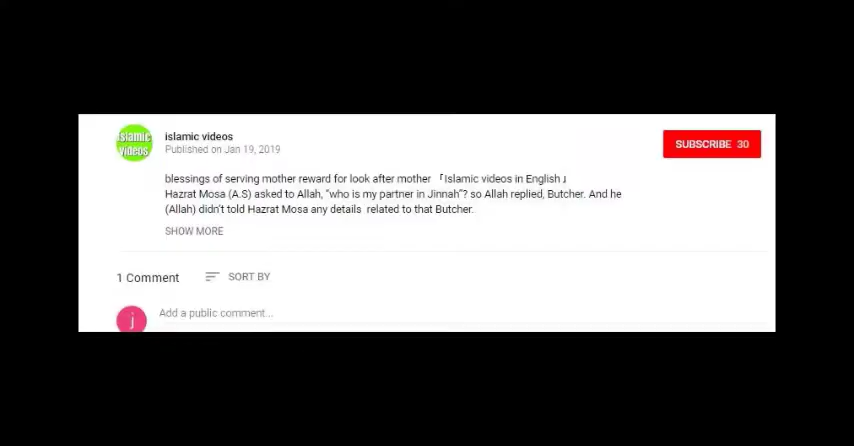 islamic
videos
islamic videos
Published on Jan 19, 2019
SUBSCRIBE 30
blessings of serving mother reward for look after mother 「Islamic videos in English」
Hazrat Mosa (A.S) asked to Allah, “who is my partner in Jinnah”? so Allah replied, Butcher. And he
(Allah) didn’t told Hazrat Mosa any details related to that Butcher.
SHOW MORE
1 Comment
SORT BY
j
Add a public comment...